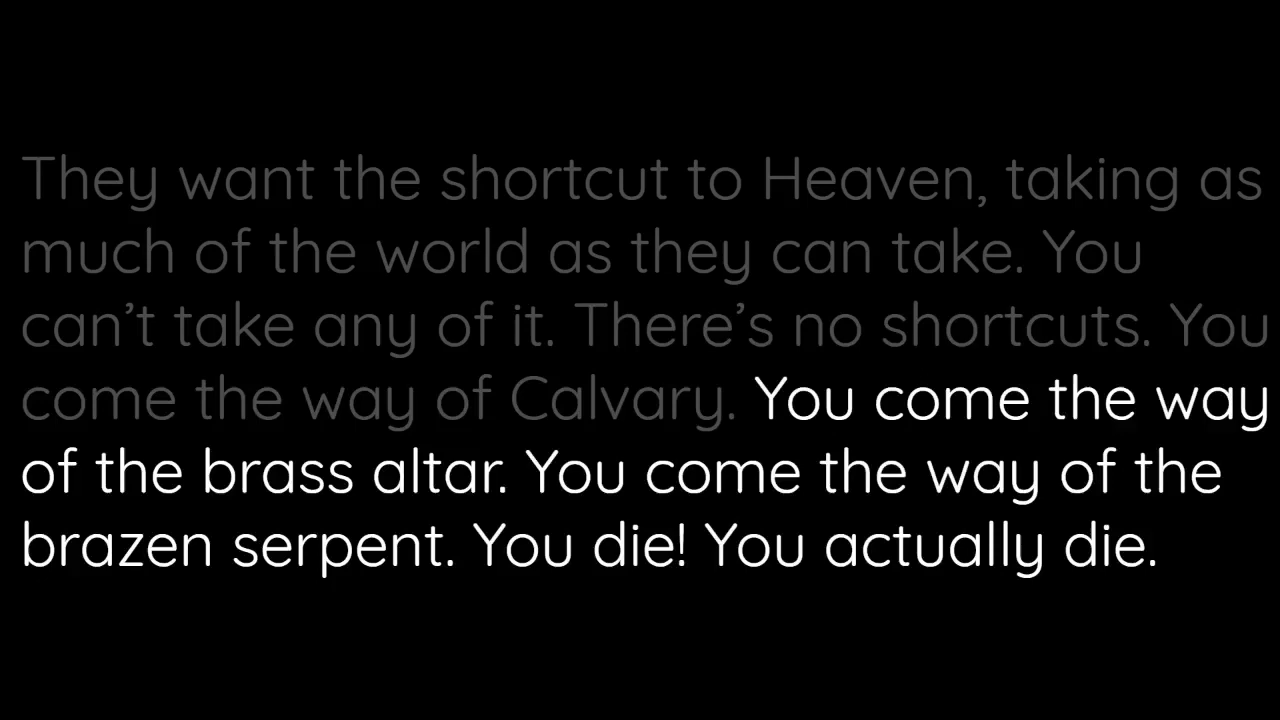 They want the shortcut to Heaven, taking as
much of the world as they can take. You
can’t take any of it. There’s no shortcuts. You
come the way of Calvary. You come the way
of the brass altar. You come the way of the
brazen serpent. You die! You actually die.